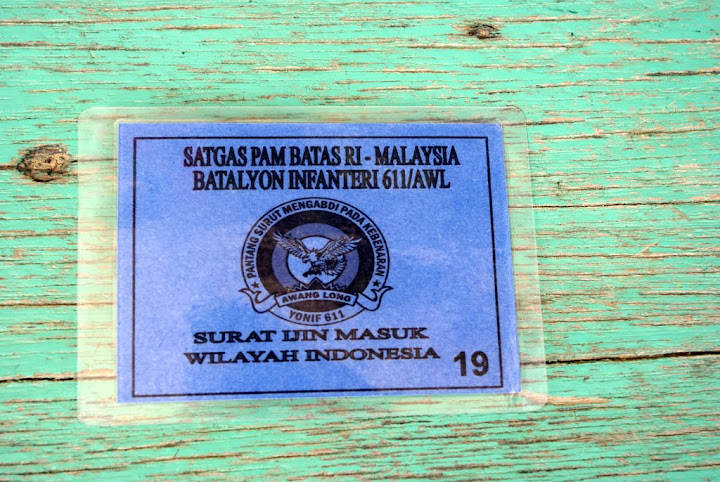 SATGAS PAM BATAS RI - MALAYSIA
BATALYON INFANTERI 611/AWL
PANTANG SURUT MENGABDI PADA KEBENARAN
AWANG LONG
YONIF 611
SURAT IJIN MASUK
WILAYAH INDONESIA
19